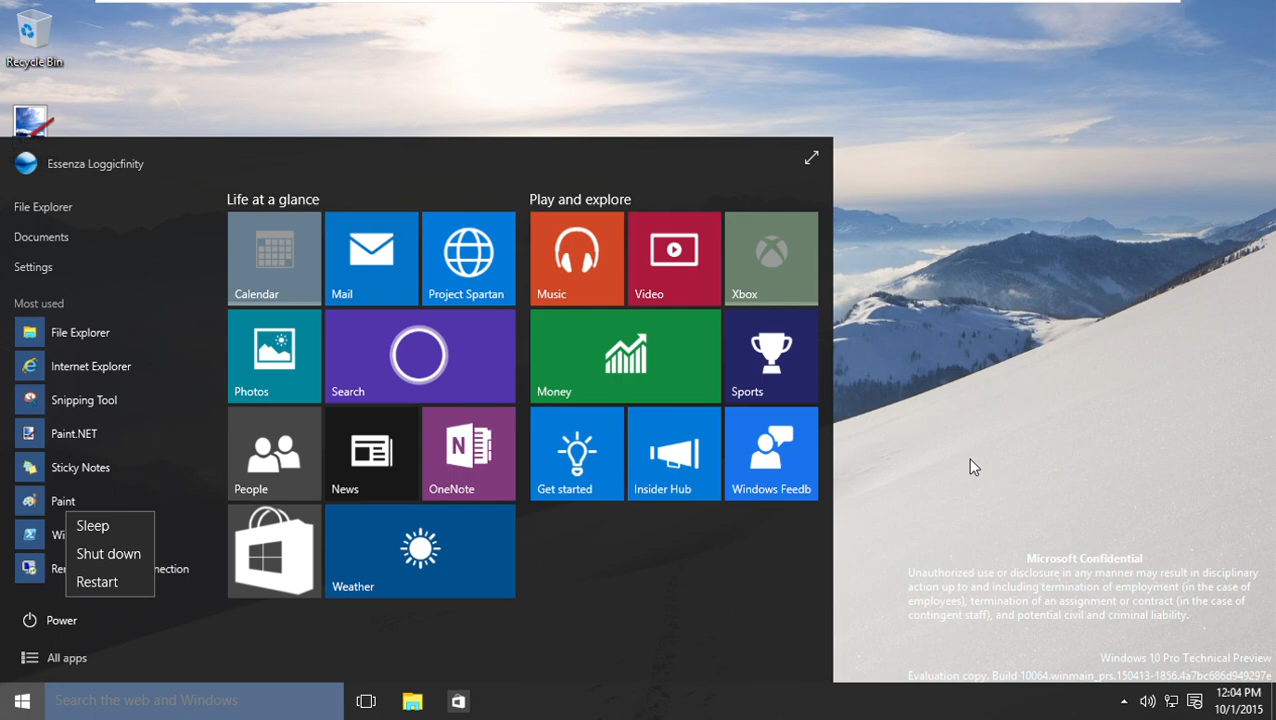 Recycle Bin
Essenza Loggicfinity
File Explorer
Documents
Settings
Most used
File Explorer
Internet Explorer
Snipping Tool
Paint.NET
Sticky Notes
Paint
Wi
Re
nection
Sleep
Shut down
Restart
Power
All apps
Life at a glance
Calendar
Mail
Project Spartan
Photos
Search
People
News
N
OneNote
Weather
Play and explore
Music
Video
Xbox
Money
Sports
Get started
Insider Hub
Windows Feedb
Microsoft Confidential
Unauthorized use or disclosure in any manner may result in disciplinary
action up to and including termination of employment (in the case of
employees), termination of an assignment or contract (in the case of
contingent staff), and potential civil and criminal liability.
Windows 10 Pro Technical Preview
Evaluation copy. Build 10064.winmain_prs.150413-1856.4a7bc686d949297e
Search the web and Windows
12:04 PM
10/1/2015